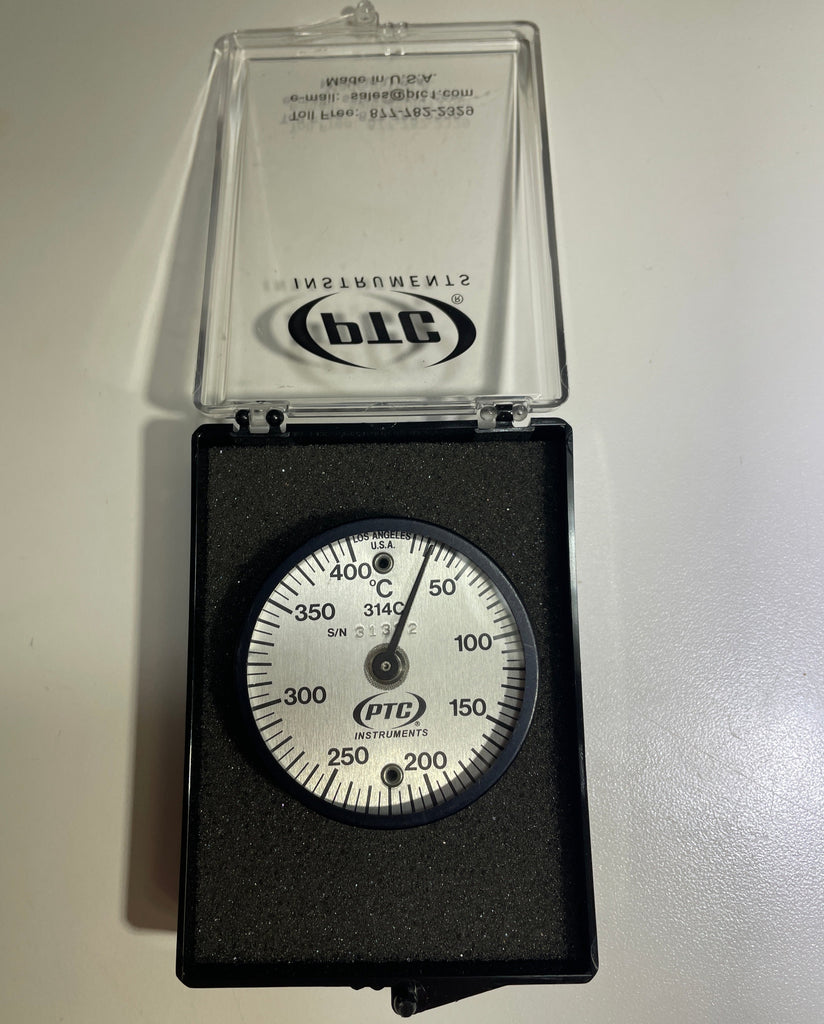 Made in U.S.A.
e-mail: sales@ptc1.com
Toll Free: 877-782-2329
INSTRUMENTS
PTC ®
LOS ANGELES
U.S.A.
400
°C
50
350
314C
S/N
100
300
150
PTC ®
INSTRUMENTS
250
200